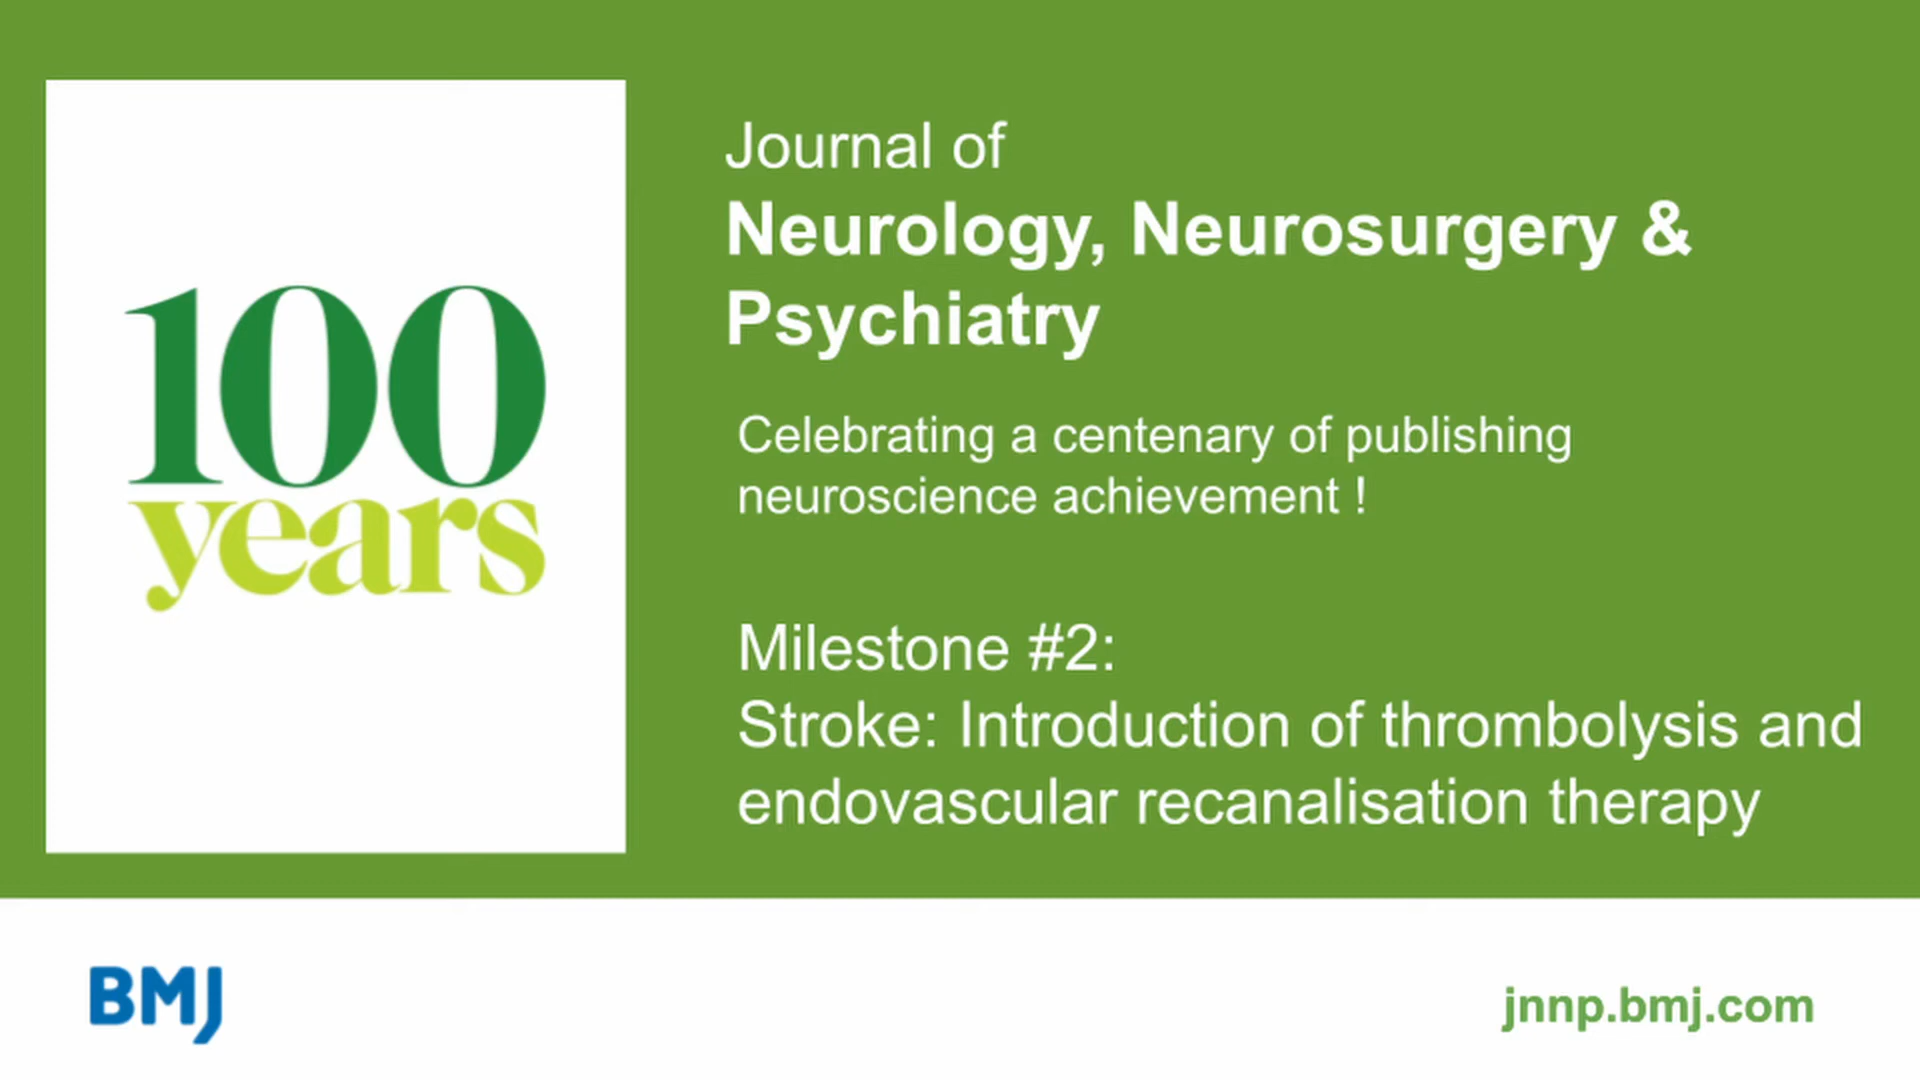 100
years
Journal of
Neurology, Neurosurgery &
Psychiatry
Celebrating a centenary of publishing
neuroscience achievement !
Milestone #2:
Stroke: Introduction of thrombolysis and
endovascular recanalisation therapy
BMJ
jnnp.bmj.com